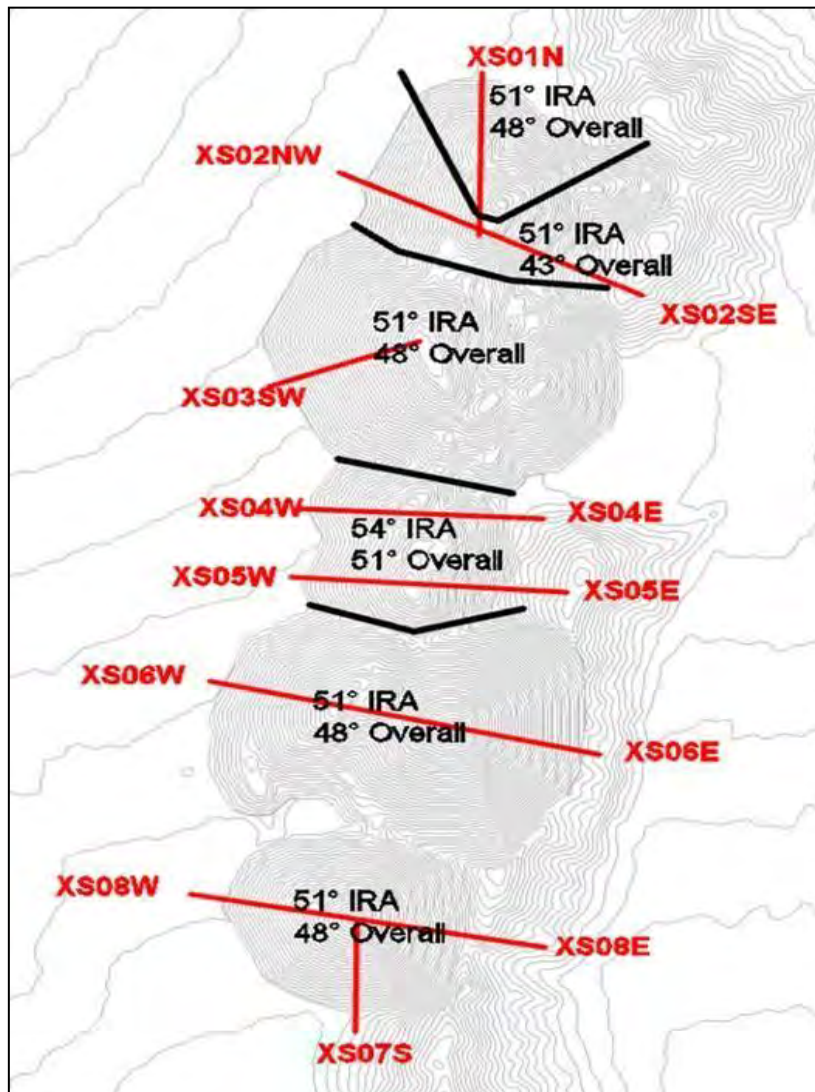 XS01N
51° IRA
48° Overall
XS02NW
51° IRA
43° Overall
XS02SE
51° IRA
48° Overall
XS03SW
XS04W
XS04E
54° IRA
51° Overall
XS05W
XS05E
XS06W
51° IRA
48° Overall
XS06E
XS08W
51° IRA
48° Overall
XS08E
XS07S